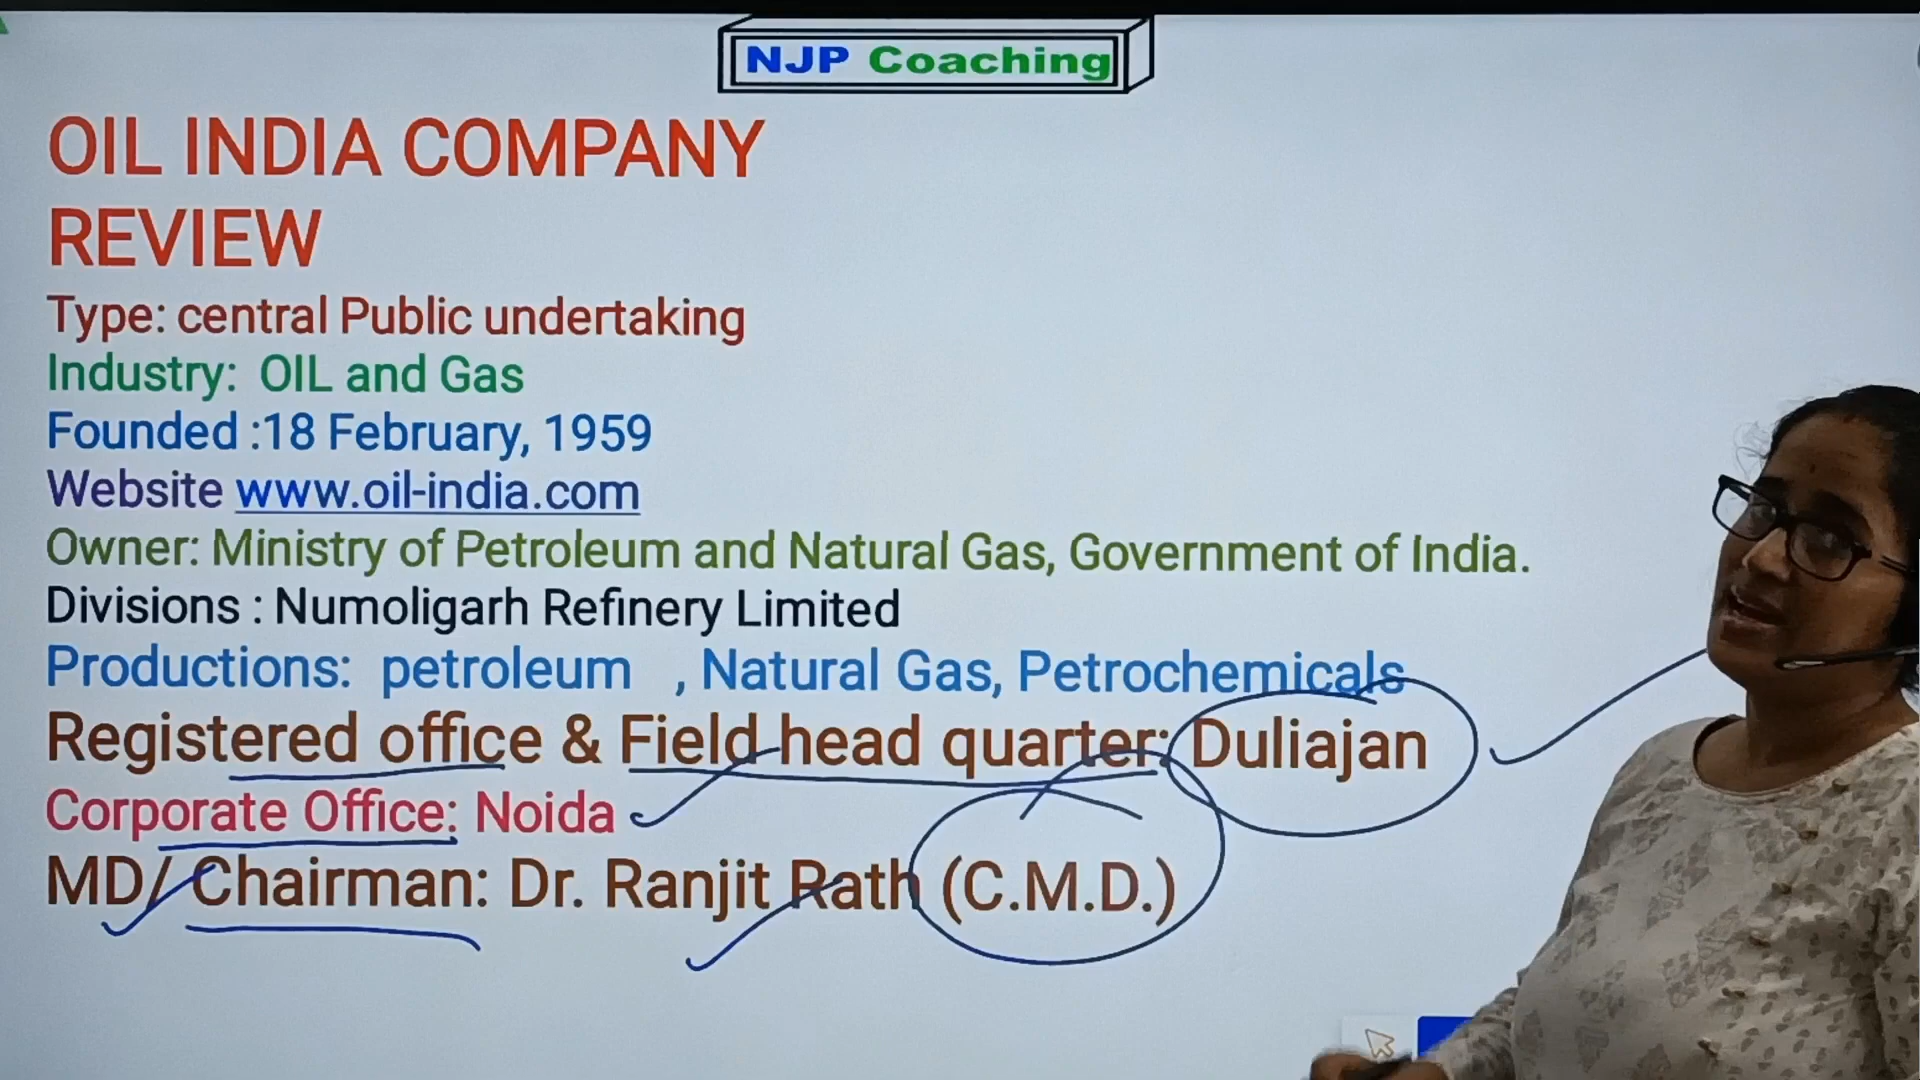 NJP Coaching
OIL INDIA COMPANY
REVIEW
Type: central Public undertaking
Industry: OIL and Gas
Founded :18 February, 1959
Website www.oil-india.com
Owner: Ministry of Petroleum and Natural Gas, Government of India.
Divisions : Numoligarh Refinery Limited
Productions: petroleum , Natural Gas, Petrochemicals
Registered office & Field head quarter: Duliajan
Corporate Office: Noida
MD/ Chairman: Dr. Ranjit Rath (C.M.D.)